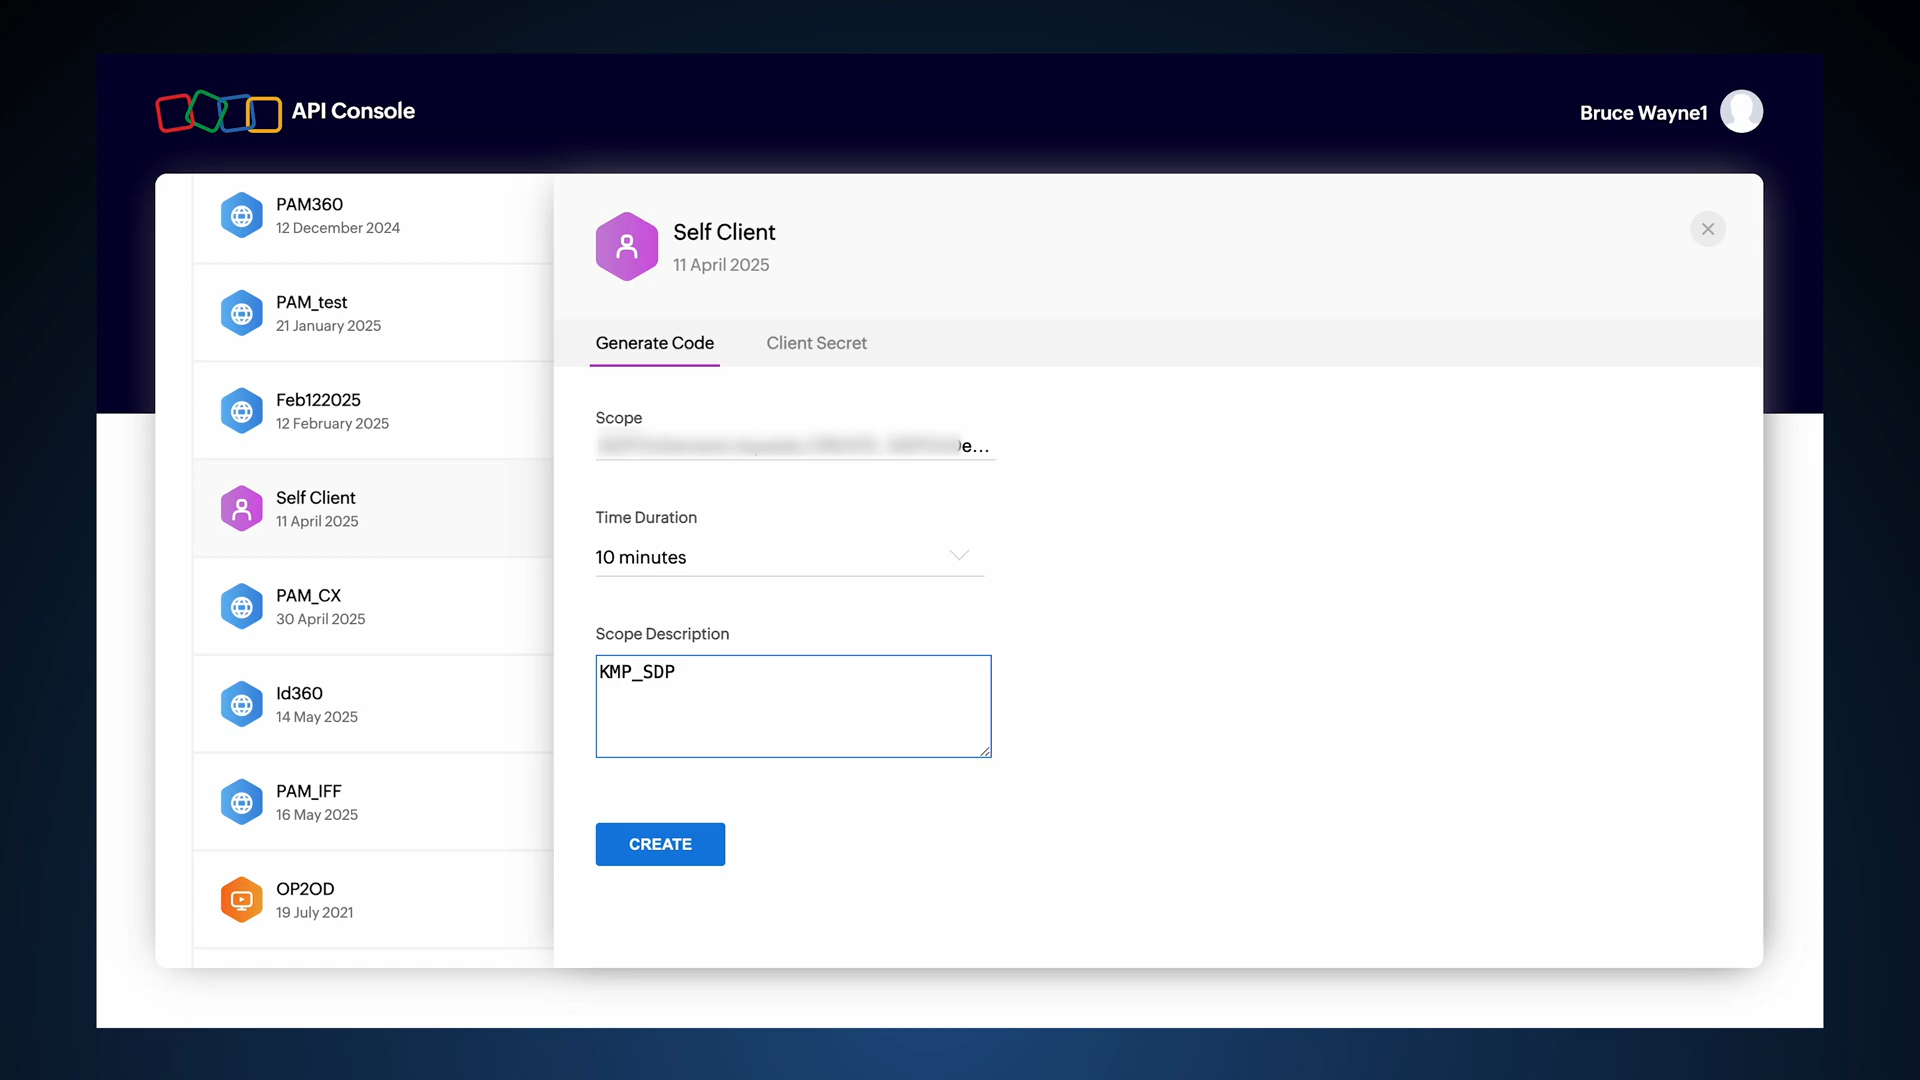 API Console
Bruce Wayne1
PAM360
12 December 2024
PAM_test
21 January 2025
Feb122025
12 February 2025
Self Client
11 April 2025
PAM_CX
30 April 2025
Id360
14 May 2025
PAM_IFF
16 May 2025
OP2OD
19 July 2021
Self Client
11 April 2025
Generate Code
Client Secret
Scope
e...
Time Duration
10 minutes
Scope Description
KMP_SDP
CREATE